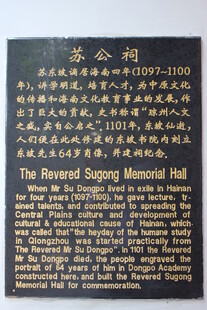 苏公祠
苏东坡谪居海南四年(1097~1100
年),讲学明道,培育人才,为中原文化
的传播和海南文化教育事业的发展,作
出了巨大的贡献。史书称谓“琼州人文
之盛,实自公启之”。1101年,东坡仙逝,
人们便在此处修建的东坡书院内刻立
东坡先生64岁肖像,并建祠纪念。
The Revered Sugong Memorial Hall
When Mr Su Dongpo lived in exile in Hainan
for four years (1097-1100), he gave lecture, tr-
ained talents, and contributed to spreading the
Central Plains culture and development of
cultural & educational cause of Hainan, which-
was called that "the heyday of the humane study
in Qiongzhou was started practically from
The Revered Mr Su Dongpo". In 1101 the Revered
Mr Su Dongpo died, the people engraved the
portrait of 64 years of him in Dongpo Academy
constructed here, and built the Revered Sugong
Memorial Hall for commemoration.